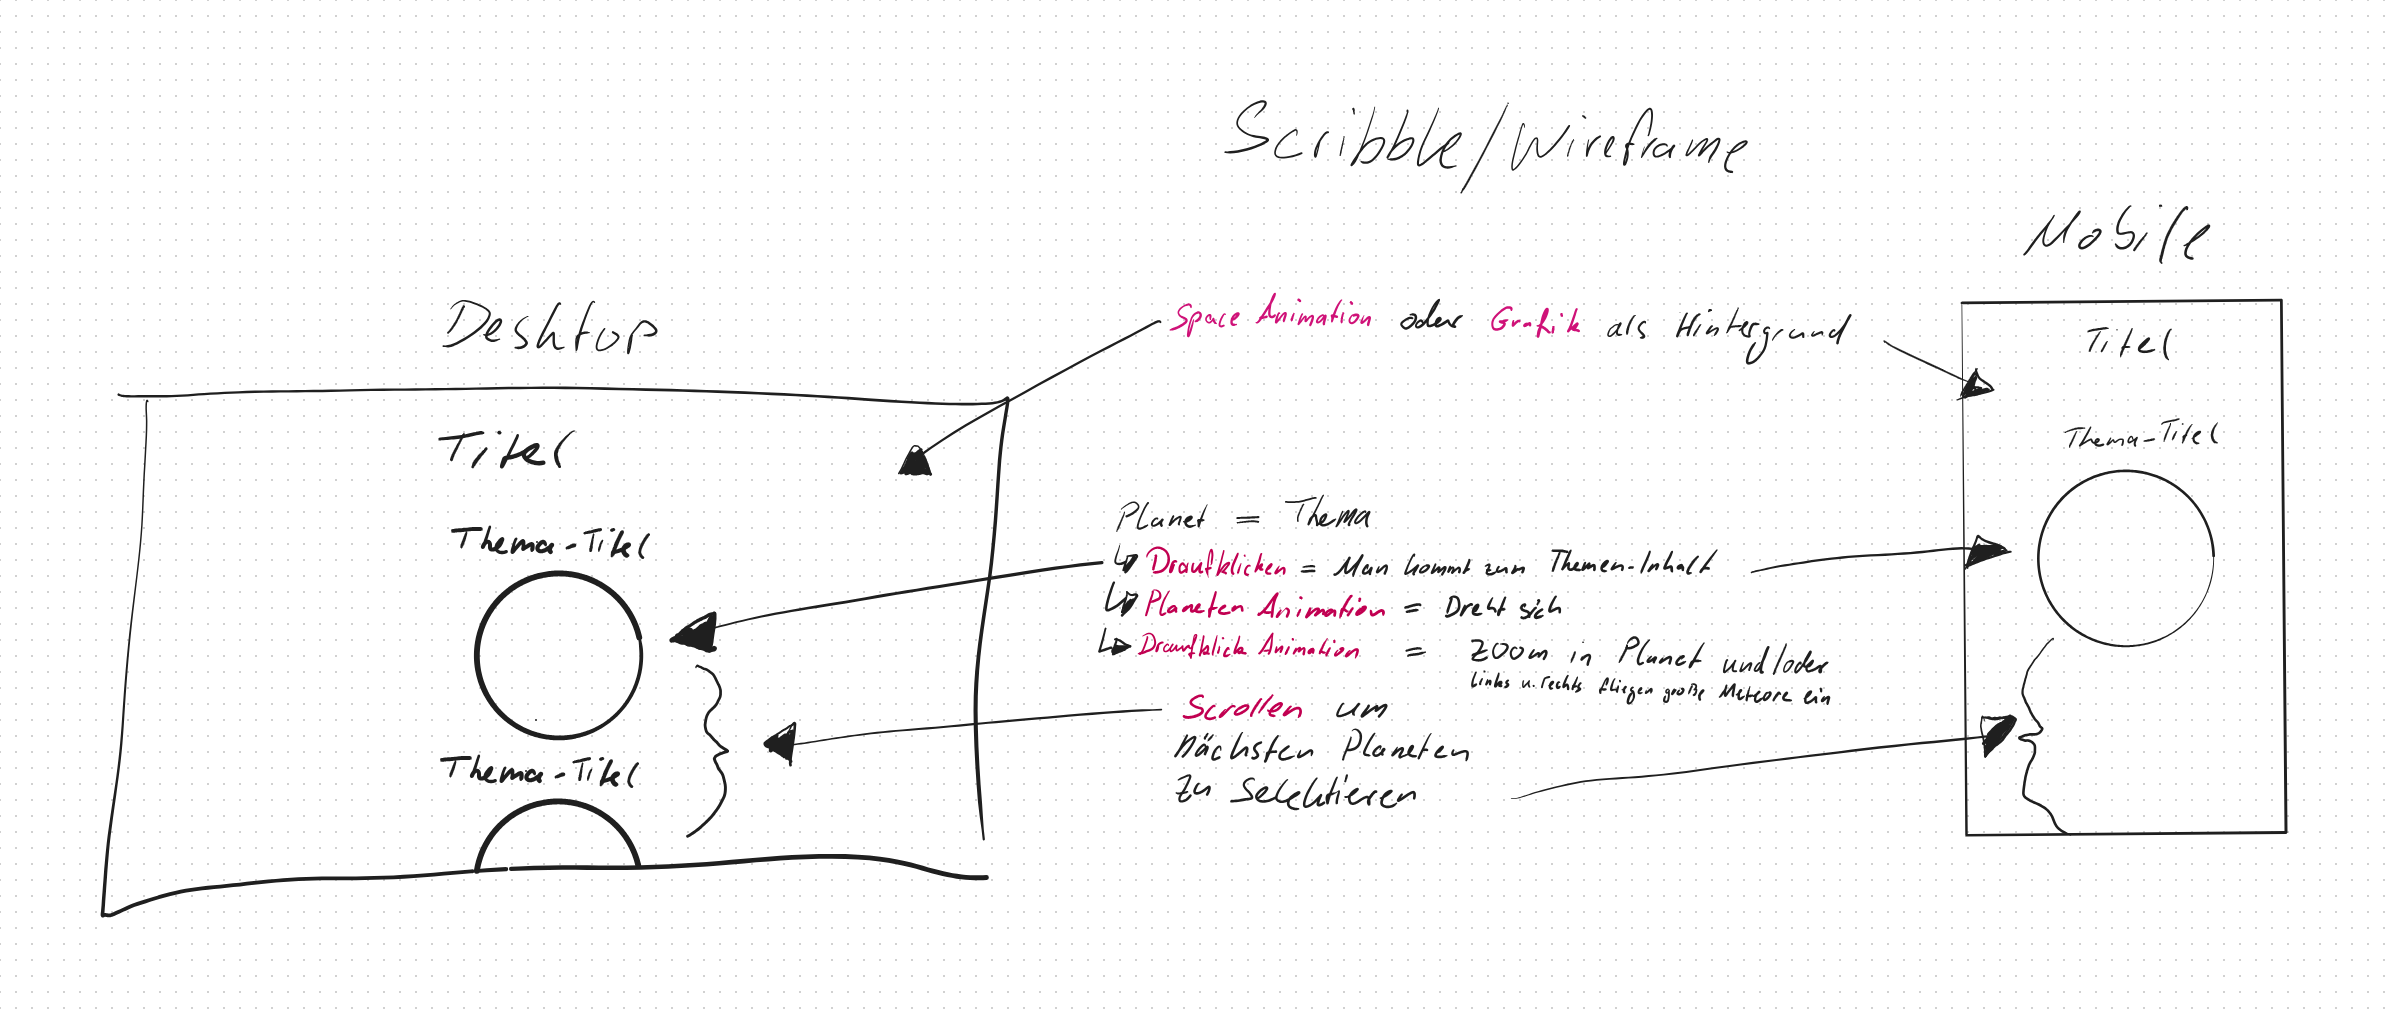 Scribble/Wireframe
Mobile
Desktop
Space Animation oder Grafik als Hintergrund
Titel
Thema-Titel
Titel
Thema-Titel
Thema-Titel
Planet = Thema
Draufklicken = Man kommt zum Themen-Inhalt
Planeten Animation = Dreht sich
Draufklick Animation = Zoom in Planet und/oder
links u. rechts fliegen große Meteore ein
Scrollen um
nächsten Planeten
zu Selektieren